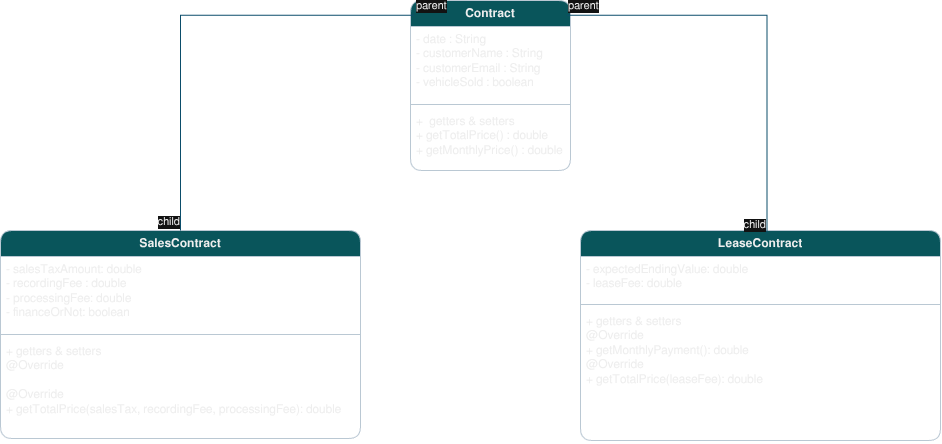 parent
Contract
parent
- date : String
- customerName : String
- customerEmail : String
- vehicleSold : boolean
+  getters & setters
+ getTotalPrice() : double
+ getMonthlyPrice() : double
child
child
SalesContract
- salesTaxAmount: double
- recordingFee : double
- processingFee: double
- financeOrNot: boolean
+ getters & setters
@Override
@Override
+ getTotalPrice(salesTax, recordingFee, processingFee): double
LeaseContract
- expectedEndingValue: double
- leaseFee: double
+ getters & setters
@Override
+ getMonthlyPayment(): double
@Override
+ getTotalPrice(leaseFee): double